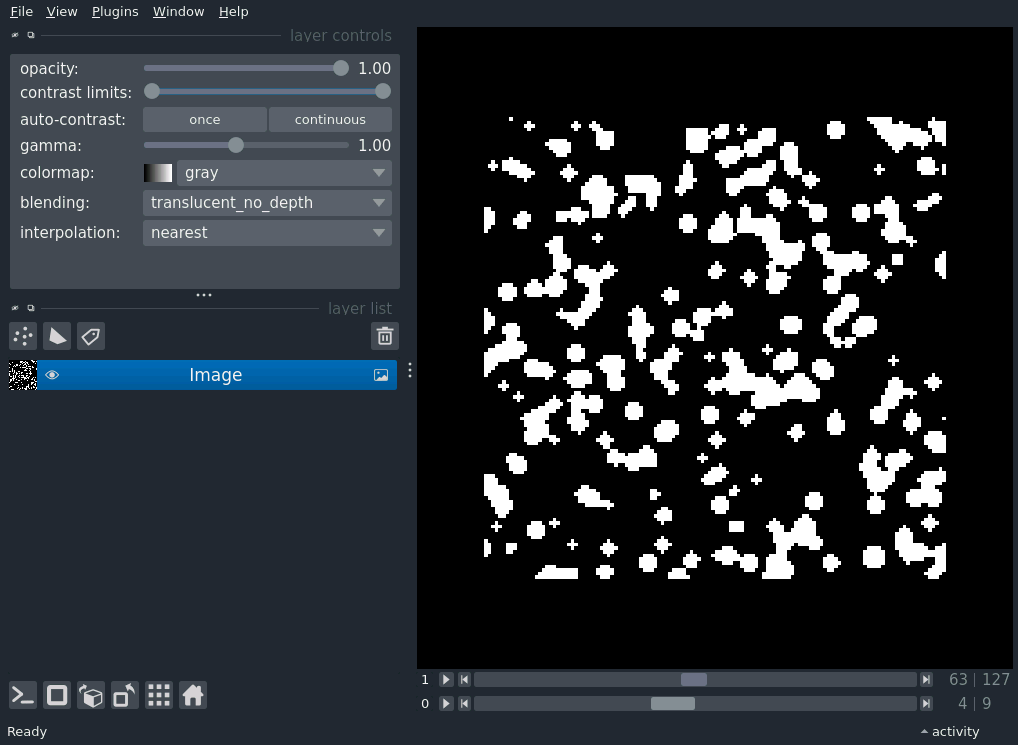 File View Plugins Window Help
layer controls
opacity: 1.00
contrast limits:
auto-contrast: once continuous
gamma: 1.00
colormap: gray
blending: translucent_no_depth
interpolation: nearest
layer list
Image
1 63 | 127
0 4 | 9
Ready activity